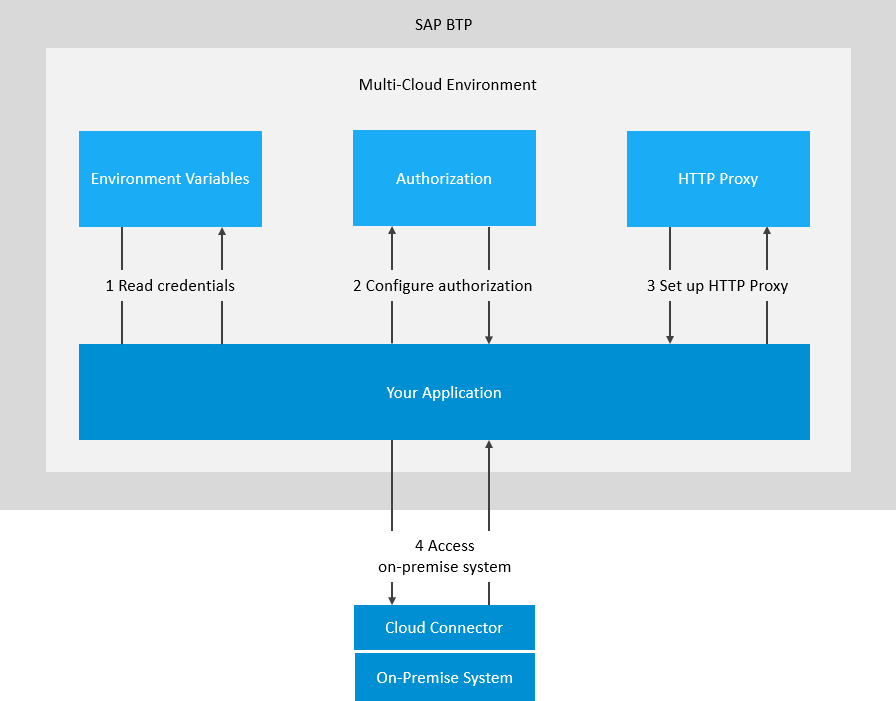 SAP BTP
Multi-Cloud Environment
Environment Variables
Authorization
HTTP Proxy
1 Read credentials
2 Configure authorization
3 Set up HTTP Proxy
Your Application
4 Access
on-premise system
Cloud Connector
On-Premise System